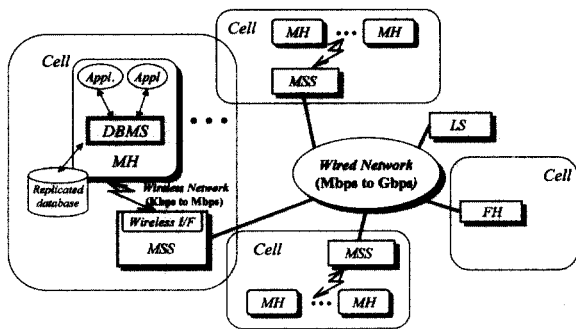 Cell
MH ••• MH
MSS
Cell
Appl. Appl
DBMS
MH
•••
Replicated
database
Wireless Network
(Kbps to Mbps)
Wireless I/F
MSS
Wired Network
(Mbps to Gbps)
LS
Cell
FH
Cell
MSS
MH ••• MH